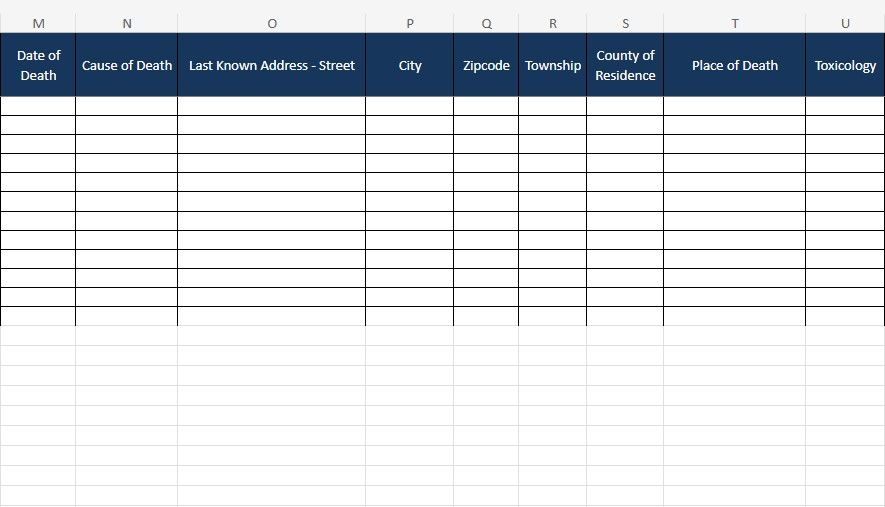 M N O P Q R S T U
Date of
Death
Cause of Death
Last Known Address - Street
City
Zipcode
Township
County of
Residence
Place of Death
Toxicology